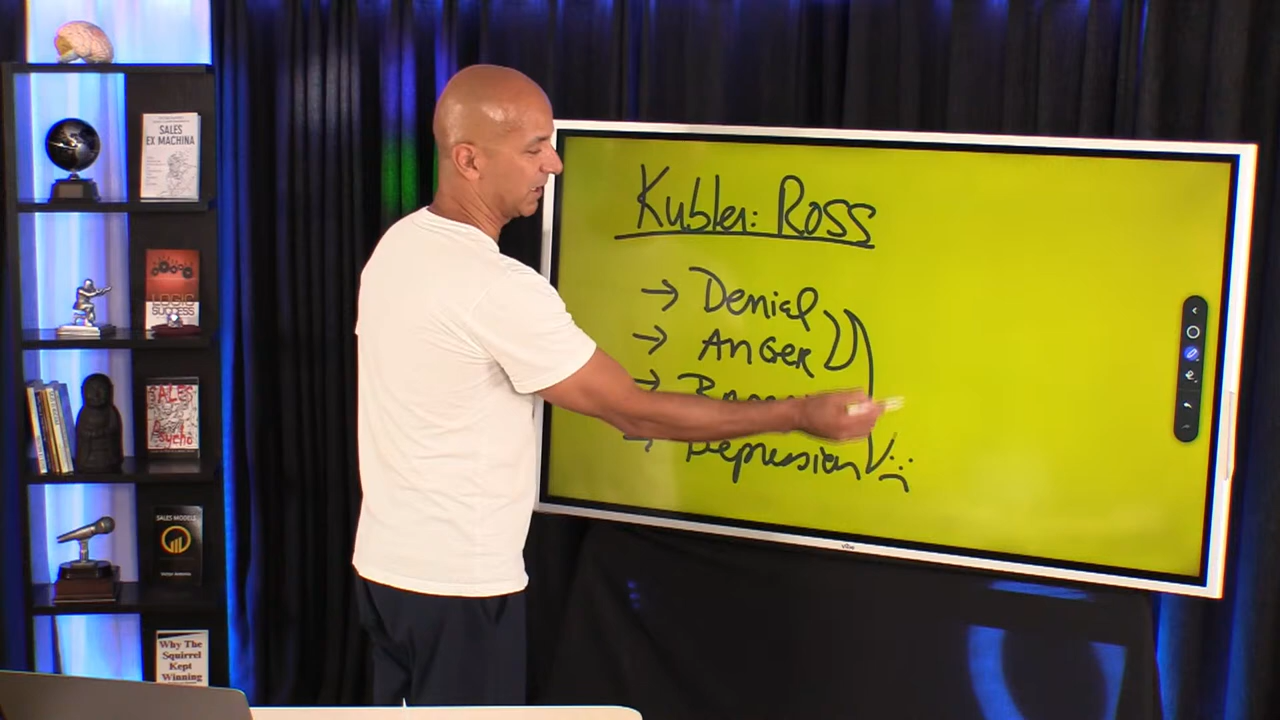 SALES
EX MACHINA
LOGIC
SUCCESS
SALES
Psycho
SALES MODELS
Why The
Squirrel
Kept
Winning
Kubler: Ross
→ Denial
→ ANGER
→
→ Depression :(
vibe